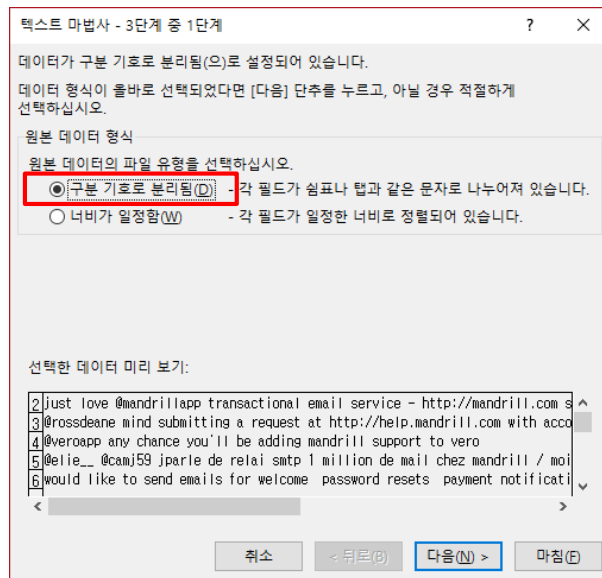 텍스트 마법사 - 3단계 중 1단계
?
데이터가 구분 기호로 분리됨(으)로 설정되어 있습니다.
데이터 형식이 올바로 선택되었다면 [다음] 단추를 누르고, 아닐 경우 적절하게
선택하십시오.
원본 데이터 형식
원본 데이터의 파일 유형을 선택하십시오.
구분 기호로 분리됨(D) - 각 필드가 쉼표나 탭과 같은 문자로 나누어져 있습니다.
너비가 일정함(W) - 각 필드가 일정한 너비로 정렬되어 있습니다.
선택한 데이터 미리 보기:
2 just love @mandrillapp transactional email service - http://mandrill.com s
3 @rossdeane mind submitting a request at http://help.mandrill.com with acco
4 @veroapp any chance you'll be adding mandrill support to vero
5 @elie__ @camj59 jparle de relai smtp 1 million de mail chez mandrill / moi
6 would like to send emails for welcome password resets payment notificati
취소 < 뒤로(B) 다음(N) > 마침(F)